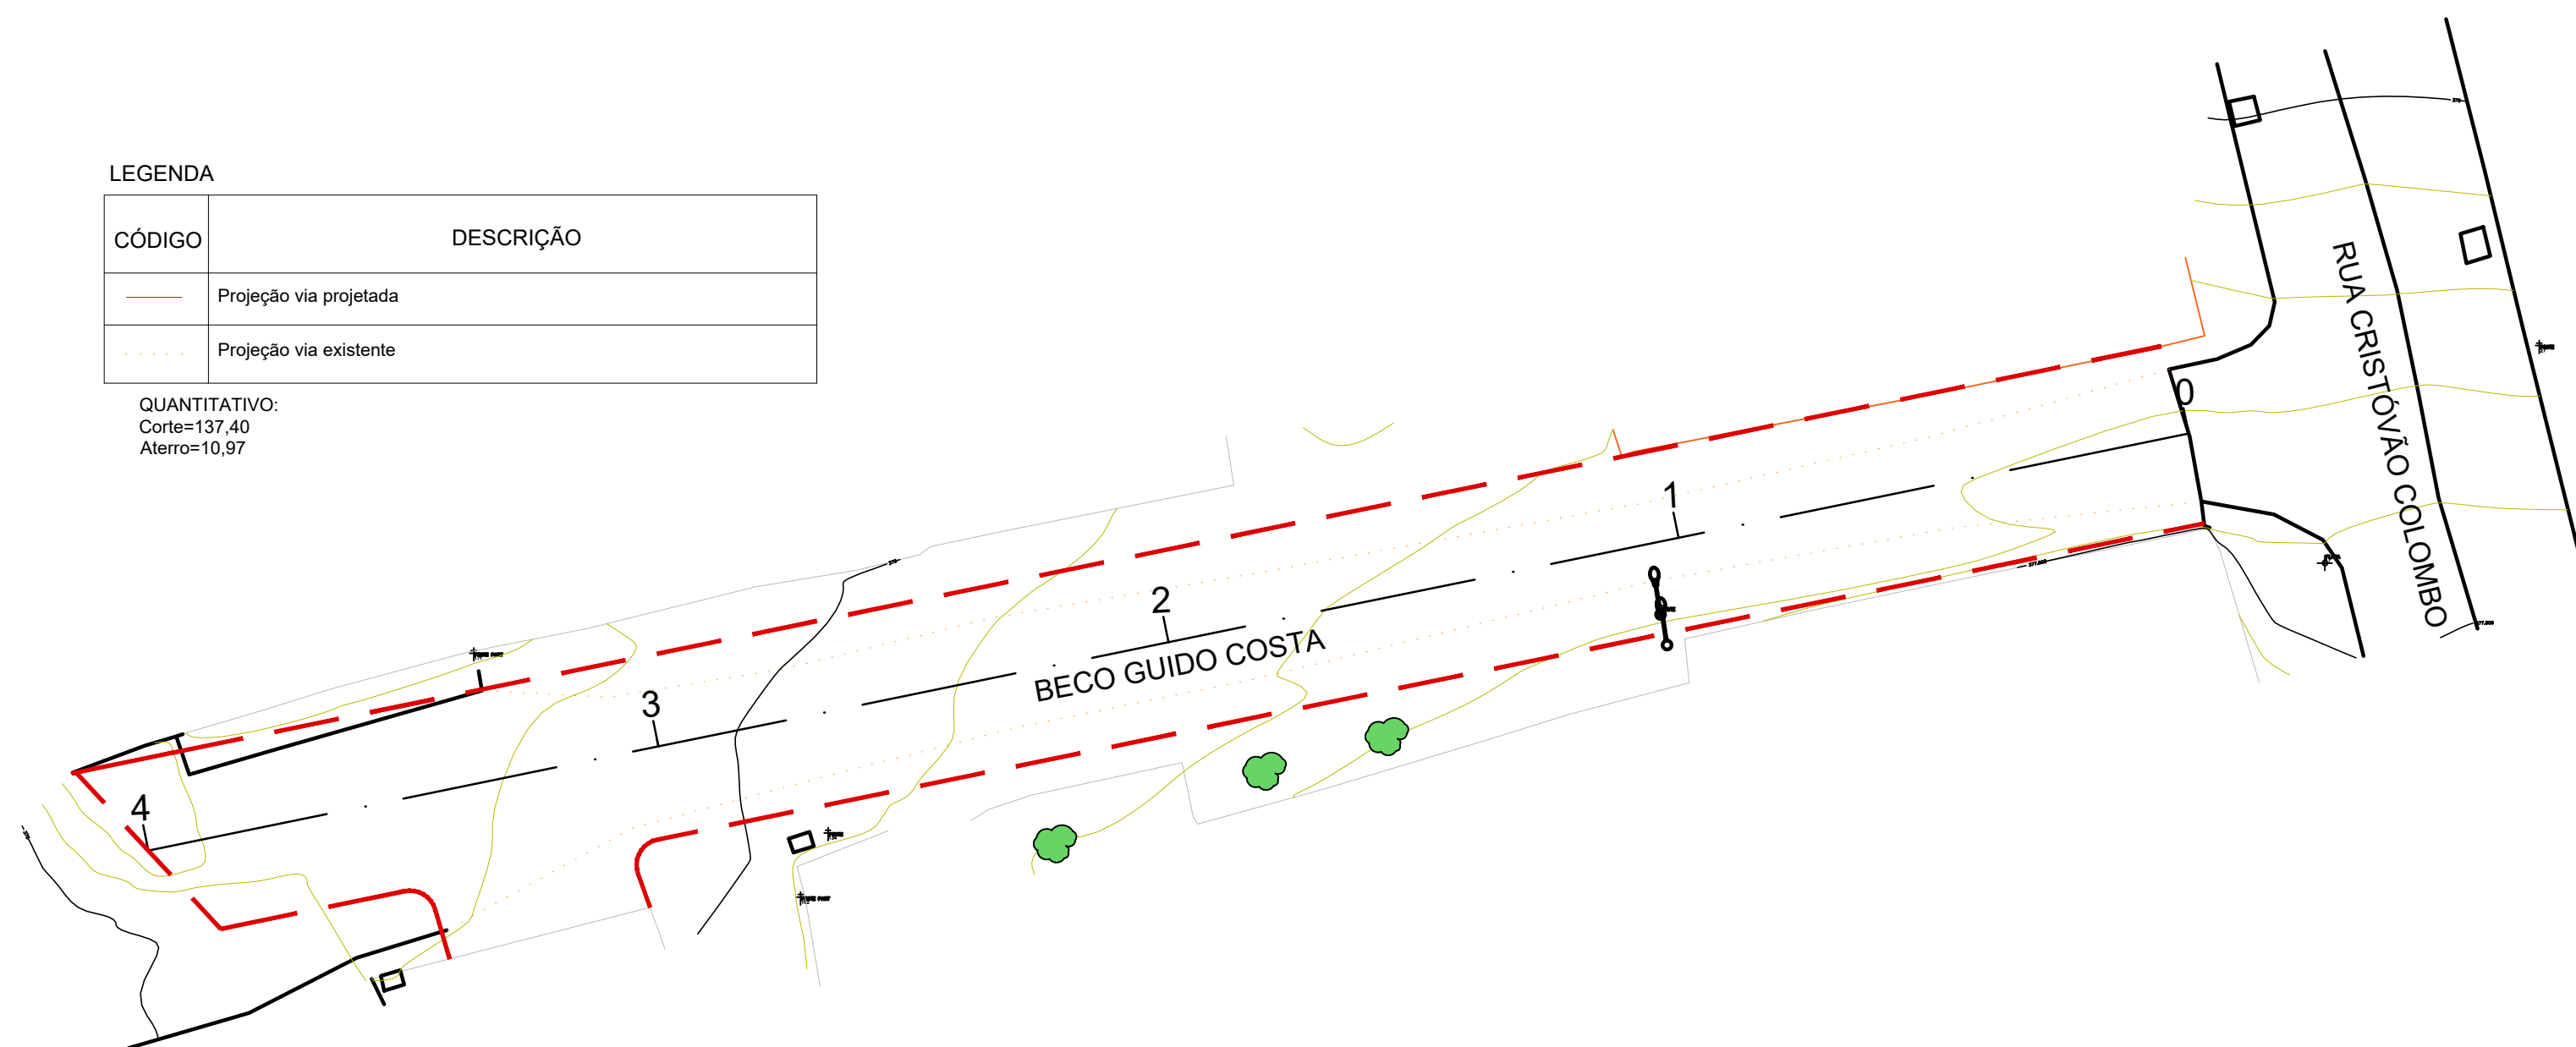 LEGENDA
CÓDIGO
DESCRIÇÃO
Projeção via projetada
Projeção via existente
QUANTITATIVO:
Corte=137,40
Aterro=10,97
RUA CRISTÓVÃO COLOMBO
0
1
2
BECO GUIDO COSTA
3
4